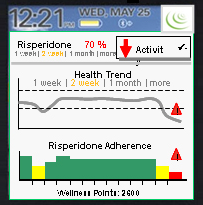 12:21 PM WED, MAY 25
Risperidone 70 %
1 week | 2 week | 1 month | more
Activit
Health Trend
1 week | 2 week | 1 month | more
Risperidone Adherence
Wellness Points: 2600